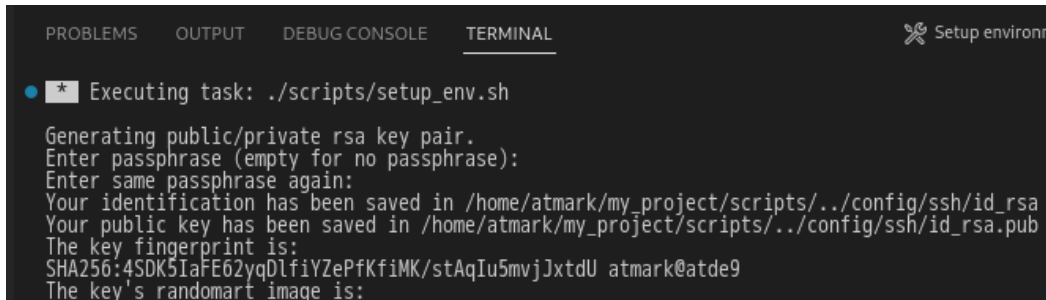 PROBLEMS OUTPUT DEBUG CONSOLE TERMINAL Setup environm
* Executing task: ./scripts/setup_env.sh
Generating public/private rsa key pair.
Enter passphrase (empty for no passphrase):
Enter same passphrase again:
Your identification has been saved in /home/atmark/my_project/scripts/../config/ssh/id_rsa
Your public key has been saved in /home/atmark/my_project/scripts/../config/ssh/id_rsa.pub
The key fingerprint is:
SHA256:4SDK5IaFE62yqDlfiYZePfKfiMK/stAqIu5mvjJxtdU atmark@atde9
The key's randomart image is: